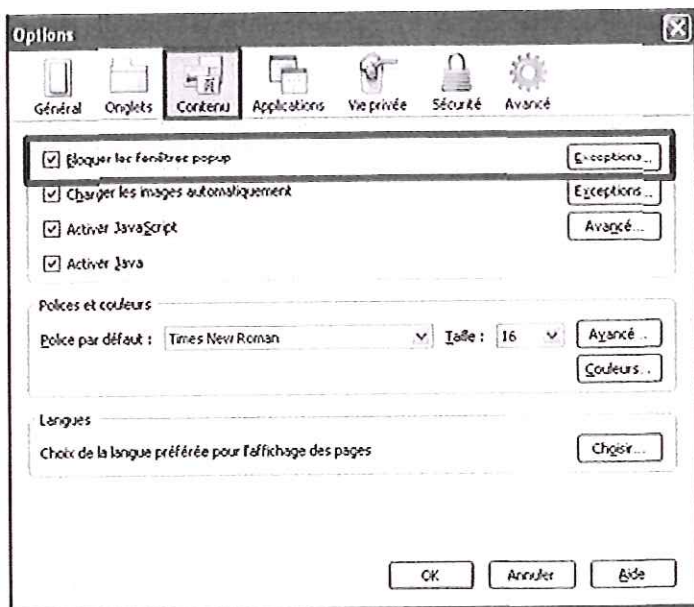 Options
Général Onglets Contenu Applications Vie privée Sécurité Avancé
Bloquer les fenêtres popup Exceptions...
Charger les images automatiquement Exceptions...
Activer JavaScript Avancé...
Activer Java
Polices et couleurs
Police par défaut : Times New Roman Taille : 16 Avancé...
Couleurs...
Langues
Choix de la langue préférée pour l'affichage des pages Choisir...
OK Annuler Aide